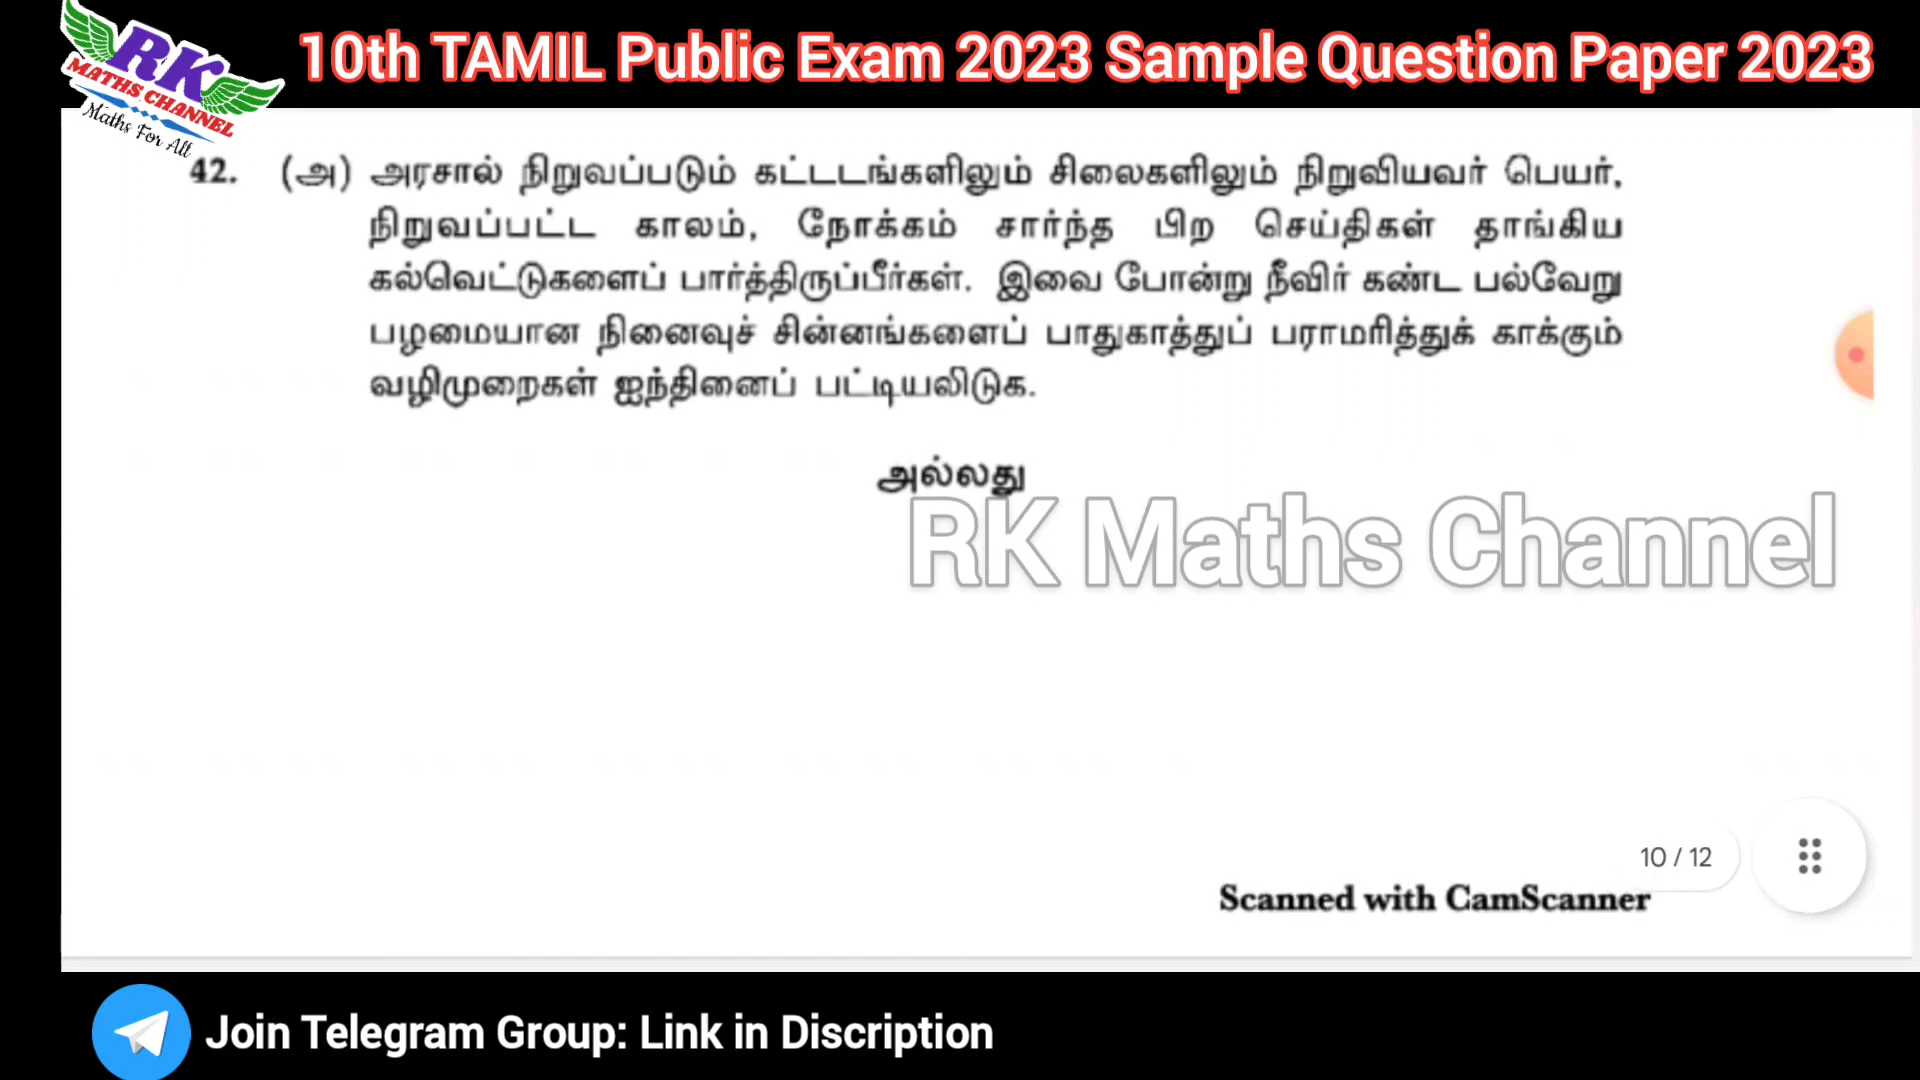 RK
MATHS CHANNEL
Maths For All
10th TAMIL Public Exam 2023 Sample Question Paper 2023
42. (அ) அரசால் நிறுவப்படும் கட்டடங்களிலும் சிலைகளிலும் நிறுவியவர் பெயர்,
நிறுவப்பட்ட காலம், நோக்கம் சார்ந்த பிற செய்திகள் தாங்கிய
கல்வெட்டுகளைப் பார்த்திருப்பீர்கள். இவை போன்று நீவிர் கண்ட பல்வேறு
பழமையான நினைவுச் சின்னங்களைப் பாதுகாத்துப் பராமரித்துக் காக்கும்
வழிமுறைகள் ஐந்தினைப் பட்டியலிடுக.
அல்லது
RK Maths Channel
10 / 12
Scanned with CamScanner
Join Telegram Group: Link in Discription